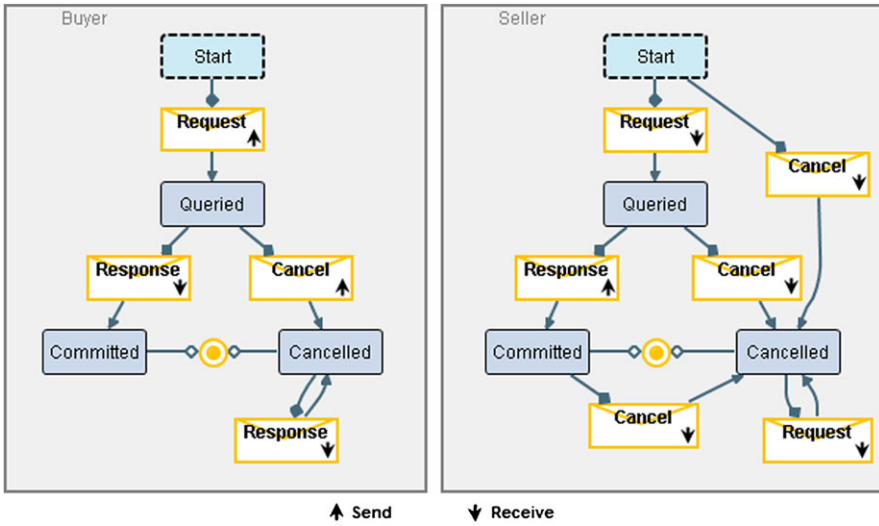 Buyer
Start
Request
Queried
Response
Cancel
Committed
Cancelled
Response
Seller
Start
Request
Cancel
Queried
Response
Cancel
Committed
Cancelled
Cancel
Request
Send
Receive